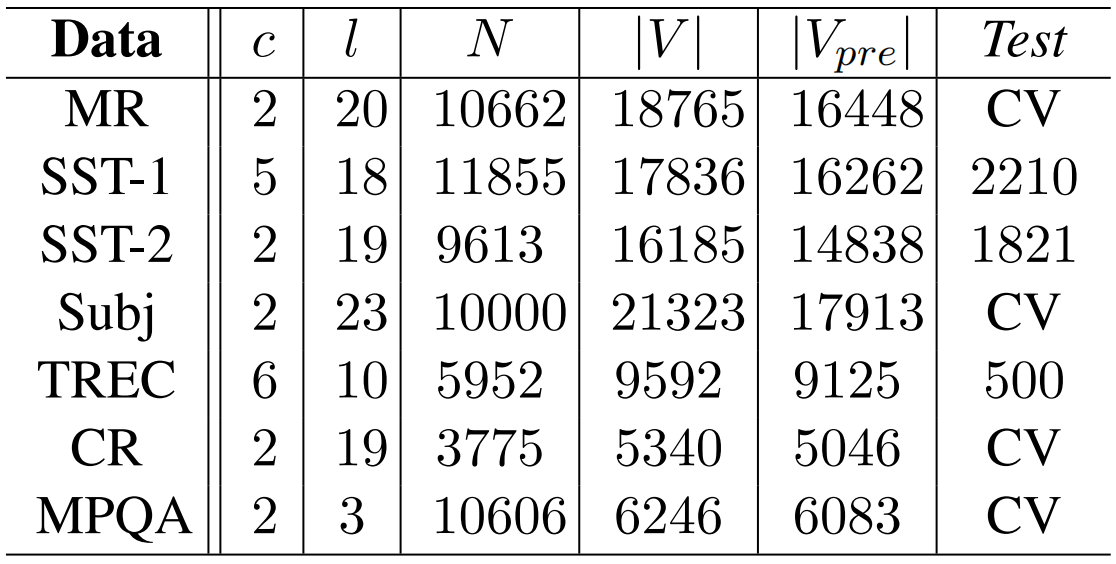 Data c l N |V| |Vpre| Test
MR 2 20 10662 18765 16448 CV
SST-1 5 18 11855 17836 16262 2210
SST-2 2 19 9613 16185 14838 1821
Subj 2 23 10000 21323 17913 CV
TREC 6 10 5952 9592 9125 500
CR 2 19 3775 5340 5046 CV
MPQA 2 3 10606 6246 6083 CV